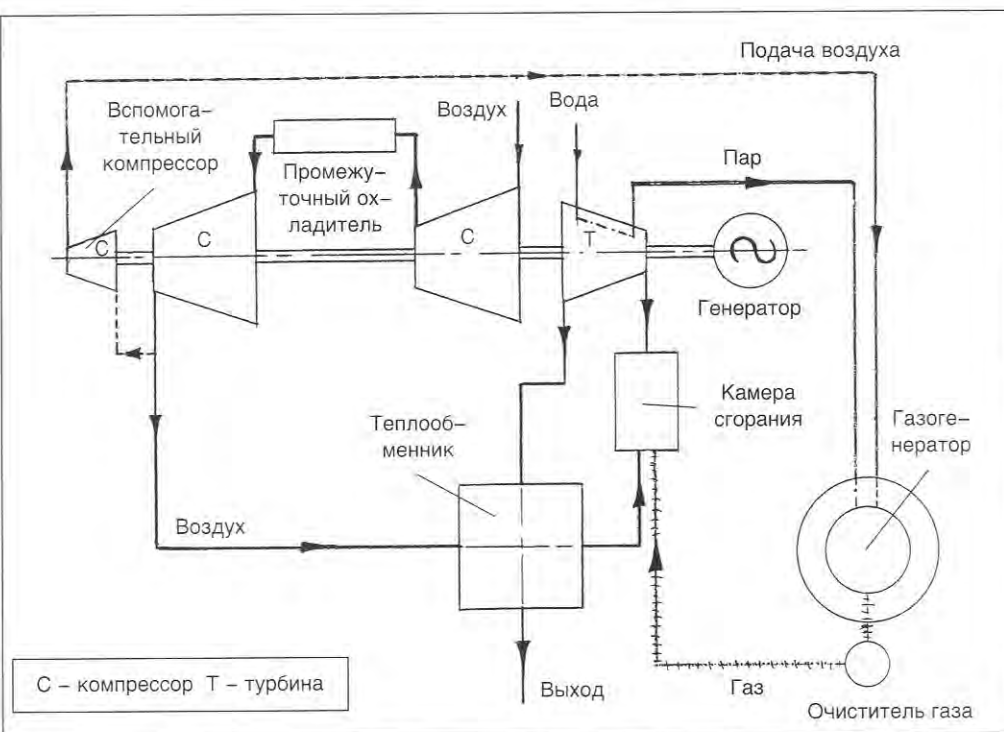 Подача воздуха
Вспомога–
тельный
компрессор
Воздух
Вода
Промежу–
точный ох–
ладитель
Пар
С
С
С
Т
Генератор
Камера
сгорания
Газоге–
нератор
Теплооб–
менник
Воздух
С – компрессор Т – турбина
Выход
Газ
Очиститель газа